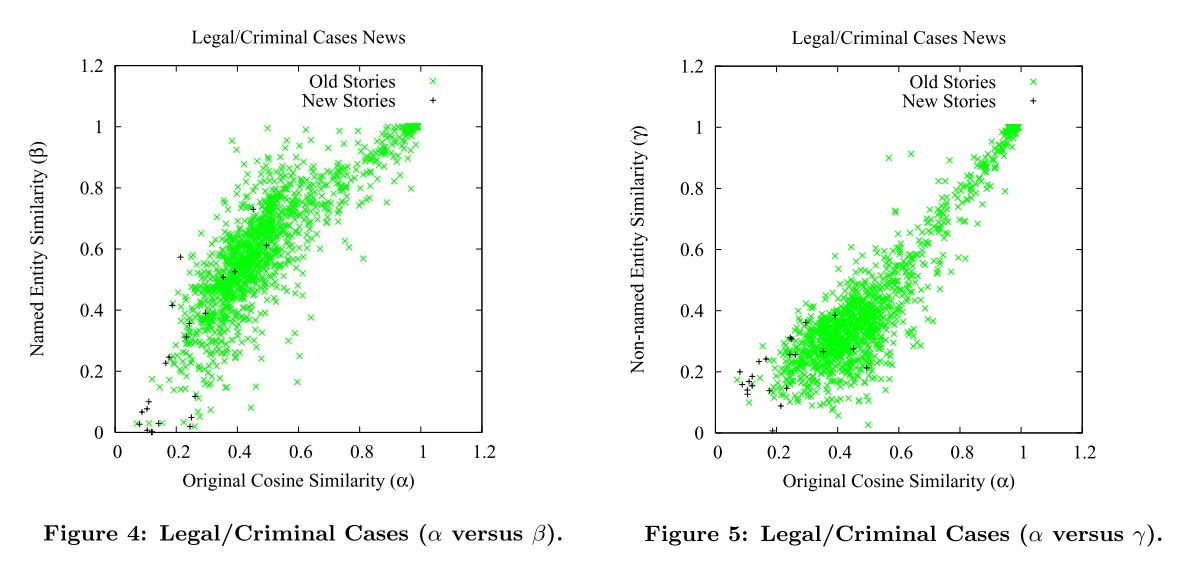 Legal/Criminal Cases News
1.2
1
0.8
0.6
0.4
0.2
0
Named Entity Similarity (β)
Old Stories
New Stories
0 0.2 0.4 0.6 0.8 1 1.2
Original Cosine Similarity (α)
Figure 4: Legal/Criminal Cases (α versus β).
Legal/Criminal Cases News
1.2
1
0.8
0.6
0.4
0.2
0
Non-named Entity Similarity (γ)
Old Stories
New Stories
0 0.2 0.4 0.6 0.8 1 1.2
Original Cosine Similarity (α)
Figure 5: Legal/Criminal Cases (α versus γ).